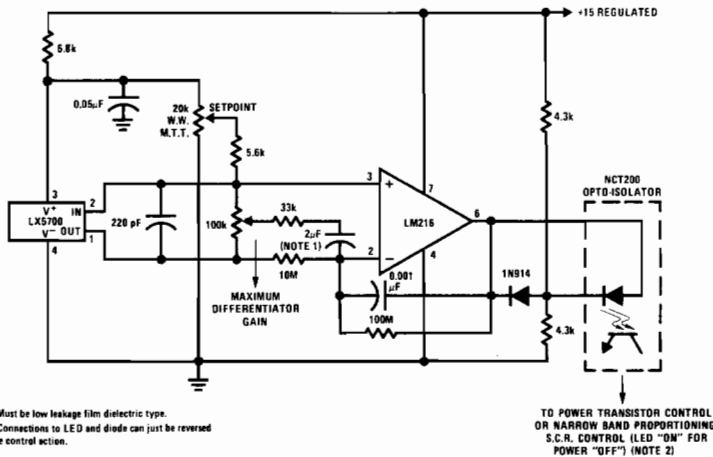 +15 REGULATED
6.8k
0.05µF
20k
W.W.
M.T.T.
SETPOINT
5.6k
4.3k
NCT200
OPTO-ISOLATOR
3
V+ IN
2
LX5700
V− OUT
1
4
220 pF
100k
33k
2µF
(NOTE 1)
10M
3
+
7
LM216
6
2
−
4
0.001
µF
100M
1N914
4.3k
MAXIMUM
DIFFERENTIATOR
GAIN
Must be low leakage film dielectric type.
Connections to LED and diode can just be reversed
e control action.
TO POWER TRANSISTOR CONTROL
OR NARROW BAND PROPORTIONING
S.C.R. CONTROL (LED "ON" FOR
POWER "OFF") (NOTE 2)